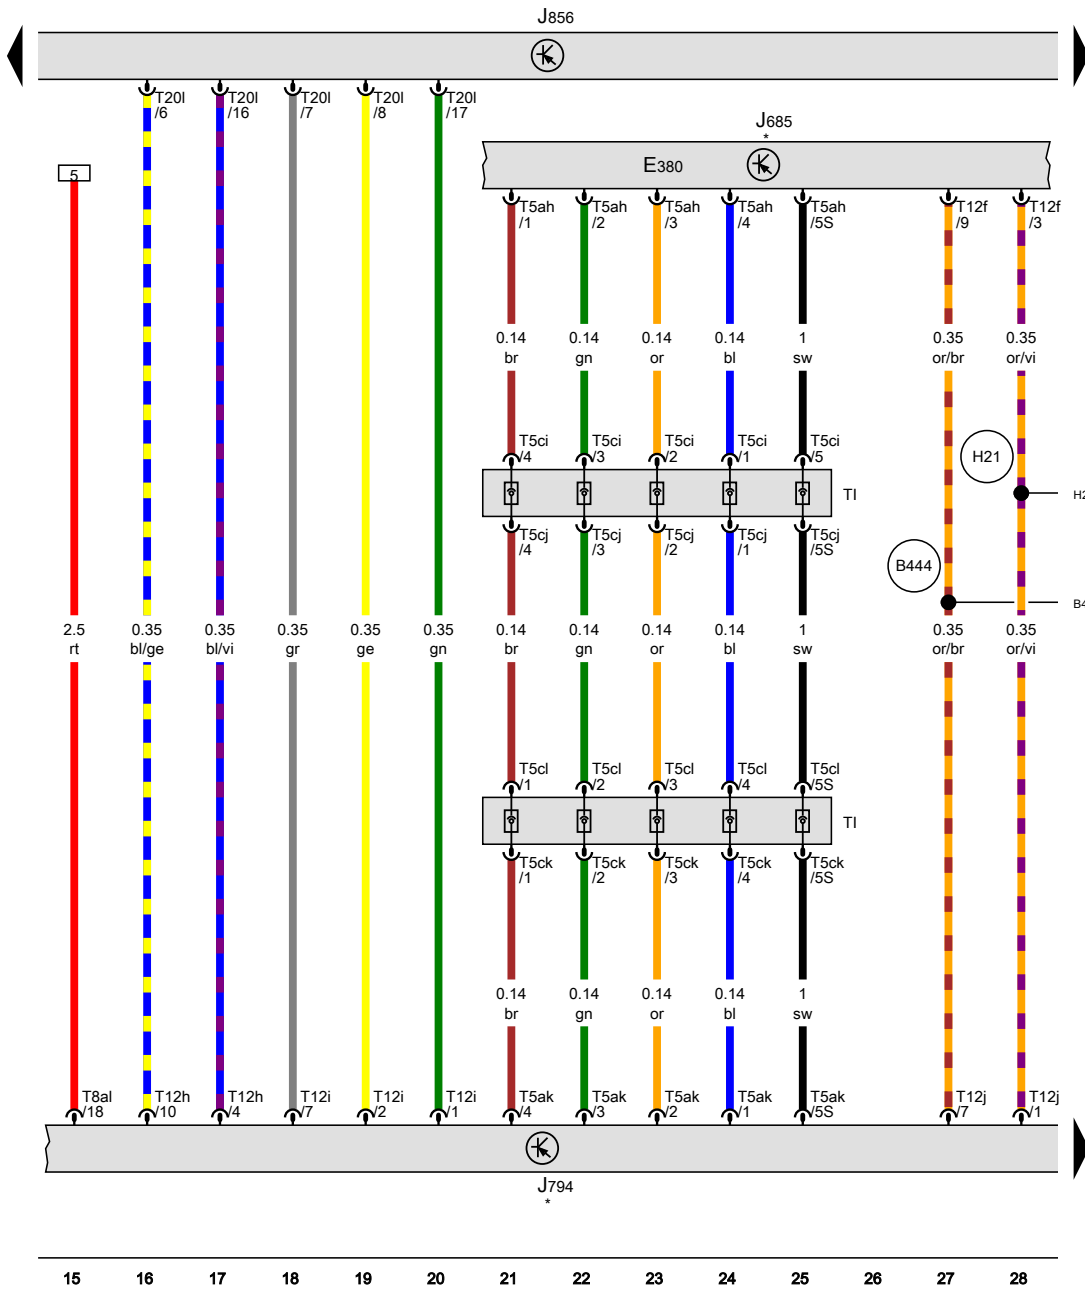 J856
T20l /6
T20l /16
T20l /7
T20l /8
T20l /17
J685
*
5
E380
T5ah /1
T5ah /2
T5ah /3
T5ah /4
T5ah /5S
T12f /9
T12f /3
0.14 0.14 0.14 0.14 1 0.35 0.35
br gn or bl sw or/br or/vi
T5ci /4
T5ci /3
T5ci /2
T5ci /1
T5ci /5
H21
TI
H2
T5cj /4
T5cj /3
T5cj /2
T5cj /1
T5cj /5S
B444
B4
2.5 0.35 0.35 0.35 0.35 0.35 0.14 0.14 0.14 0.14 1 0.35 0.35
rt bl/ge bl/vi gr ge gn br gn or bl sw or/br or/vi
T5cl /1
T5cl /2
T5cl /3
T5cl /4
T5cl /5S
TI
T5ck /1
T5ck /2
T5ck /3
T5ck /4
T5ck /5S
0.14 0.14 0.14 0.14 1
br gn or bl sw
T8al /18
T12h /10
T12h /4
T12i /7
T12i /2
T12i /1
T5ak /4
T5ak /3
T5ak /2
T5ak /1
T5ak /5S
T12j /7
T12j /1
J794
*
15 16 17 18 19 20 21 22 23 24 25 26 27 28